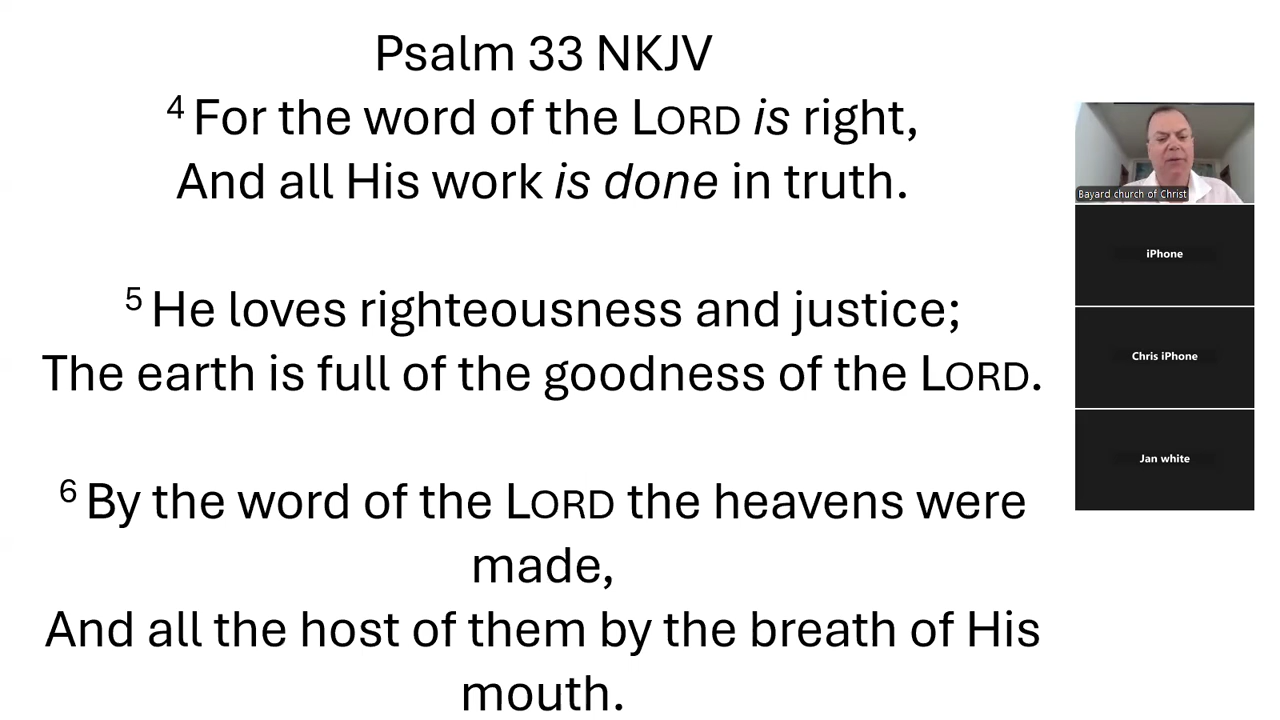 Psalm 33 NKJV
4 For the word of the LORD is right,
And all His work is done in truth.
5 He loves righteousness and justice;
The earth is full of the goodness of the LORD.
6 By the word of the LORD the heavens were
made,
And all the host of them by the breath of His
mouth.
Bayard church of Christ
iPhone
Chris iPhone
Jan white